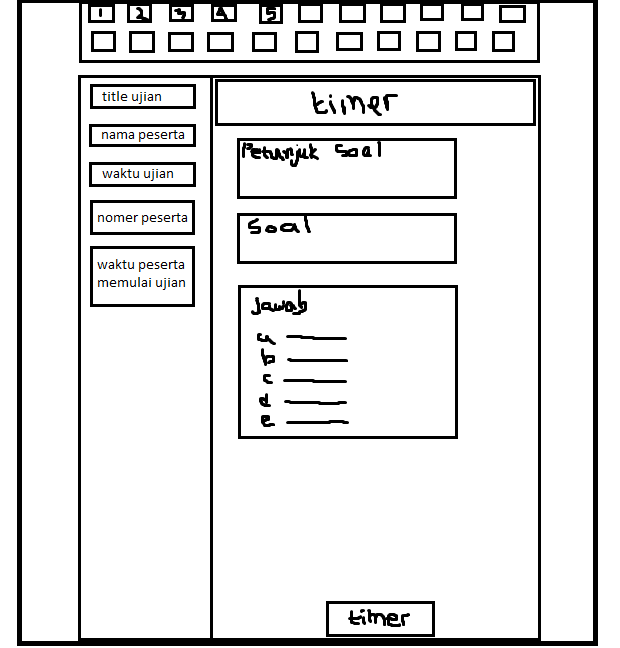 1 2 3 4 5
title ujian
nama peserta
waktu ujian
nomer peserta
waktu peserta
memulai ujian
timer
Petunjuk Soal
Soal
Jawab
a
b
c
d
e
timer